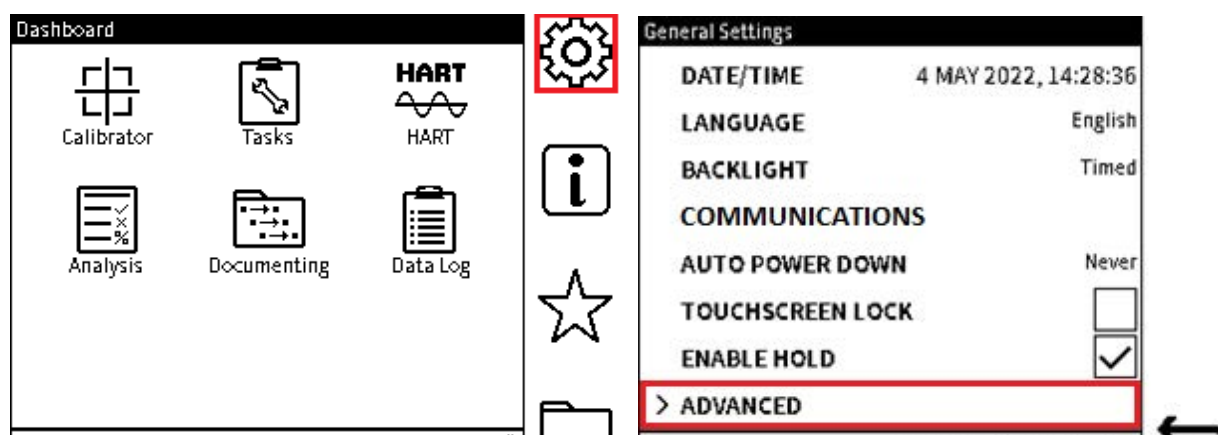 Dashboard
HART
Calibrator Tasks HART
Analysis Documenting Data Log
General Settings
DATE/TIME 4 MAY 2022, 14:28:36
LANGUAGE English
BACKLIGHT Timed
COMMUNICATIONS
AUTO POWER DOWN Never
TOUCHSCREEN LOCK
ENABLE HOLD
> ADVANCED